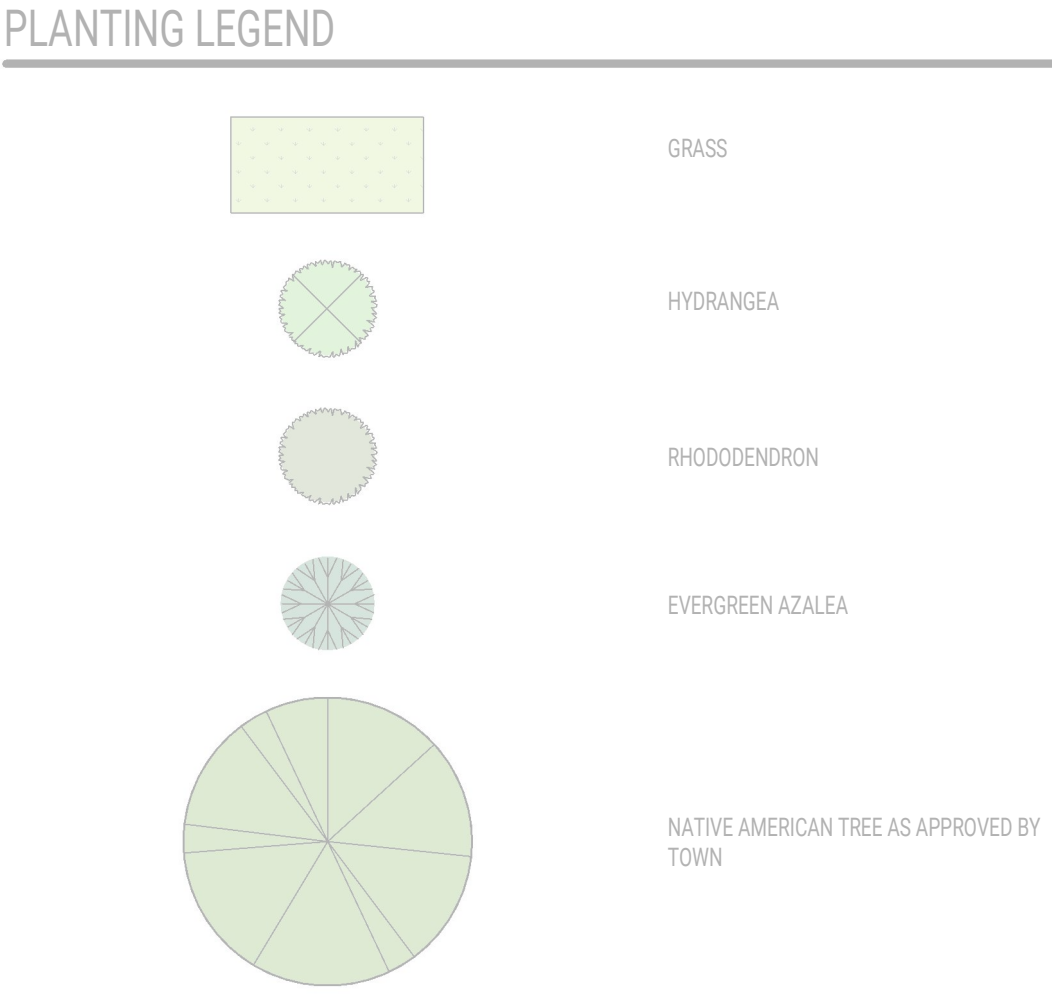 PLANTING LEGEND
GRASS
HYDRANGEA
RHODODENDRON
EVERGREEN AZALEA
NATIVE AMERICAN TREE AS APPROVED BY
TOWN